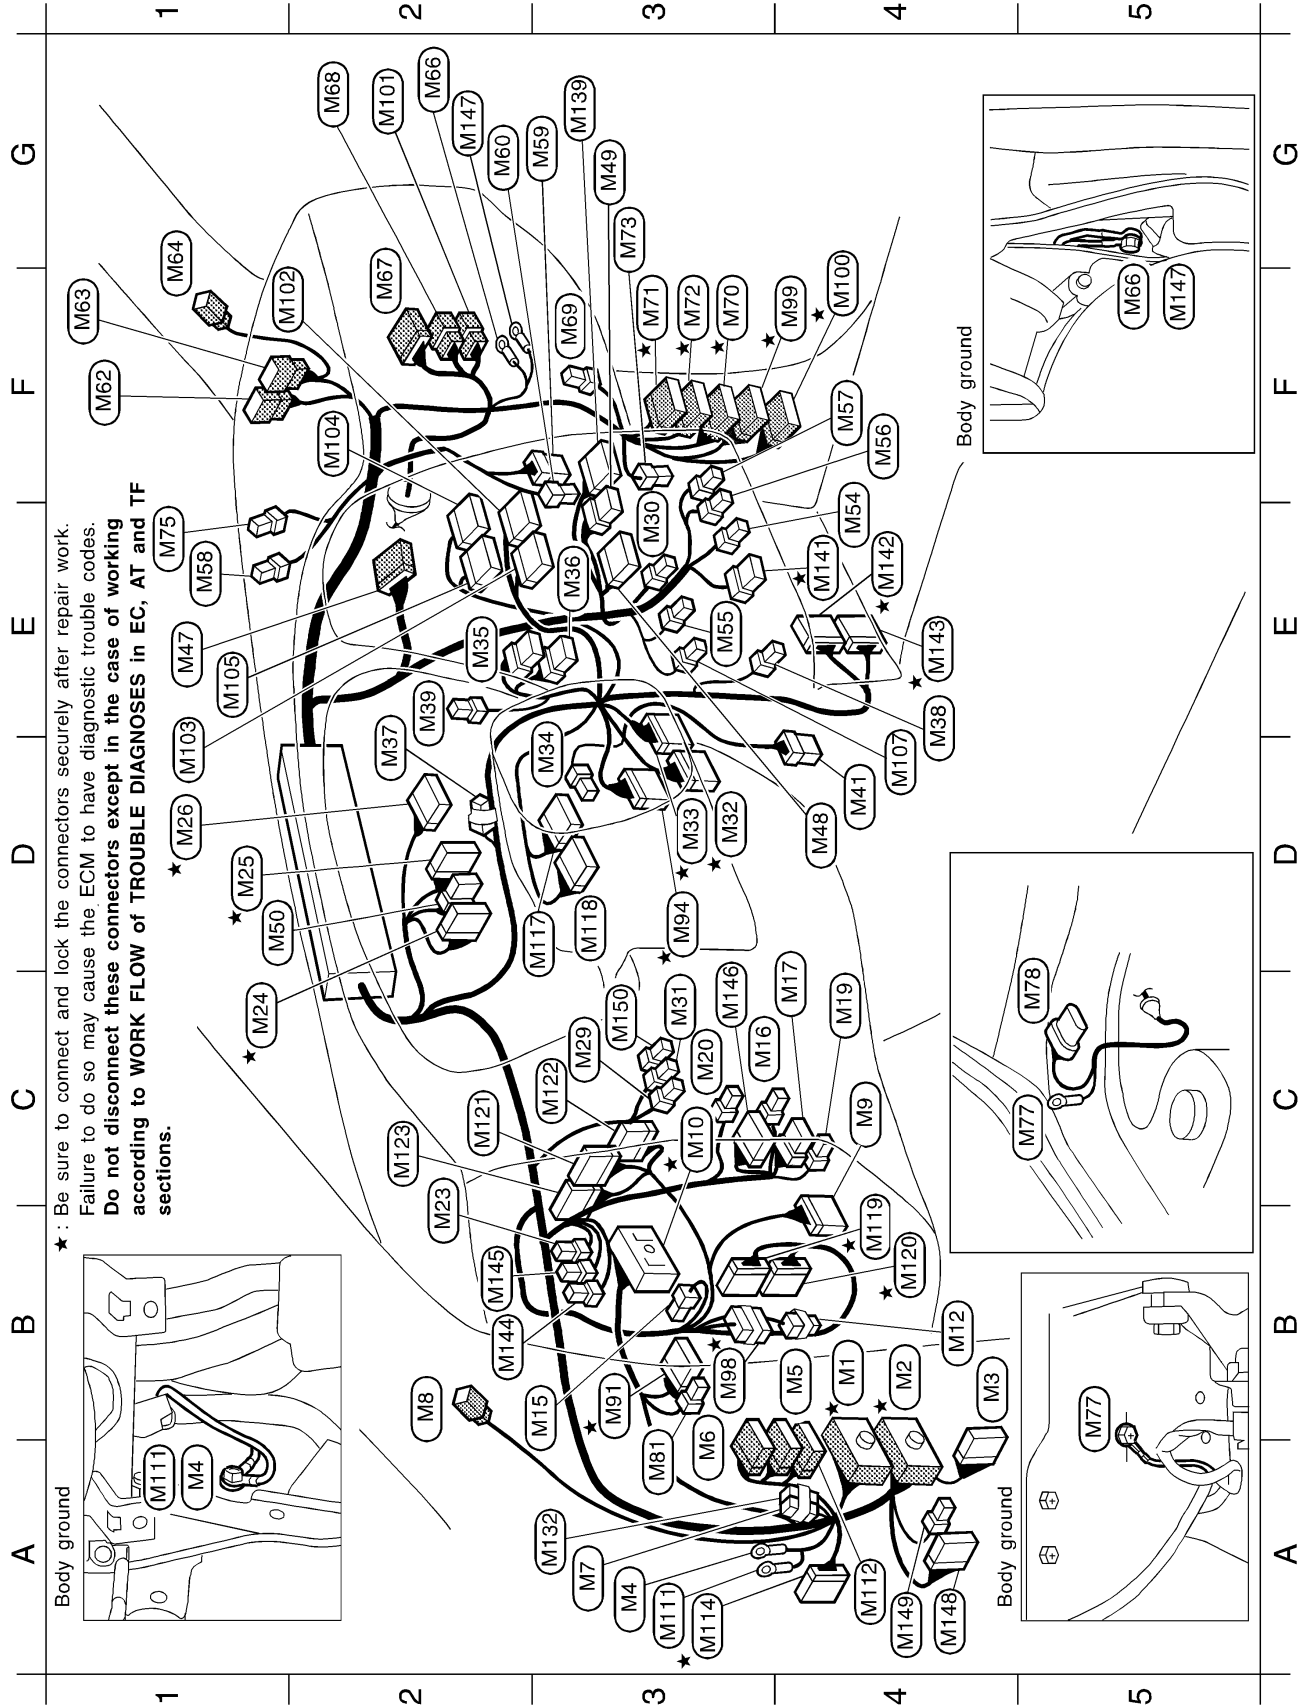 ★ : Be sure to connect and lock the connectors securely after repair work.
Failure to do so may cause the ECM to have diagnostic trouble codes.
Do not disconnect these connectors except in the case of working
according to WORK FLOW of TROUBLE DIAGNOSES in EC, AT and TF
sections.
A
B
C
D
E
F
G
1
2
3
4
5
Body ground
M111
M4
M8
M132
M7
M4
M111
★ M114
M112
M149
M148
M6
M5
M1 ★
M2 ★
M3
M81
★ M91
M15
M144
M145
M23
M123
M121
M122
M29
M150
M31
M20
M146
M16
M17
M19
M9
M10 ★
M119 ★
M120 ★
M12
M98 ★
★ M24
M50
★ M25
★ M26
M103
M105
M47
M58
M75
M104
M62
M63
M64
M102
M67
M68
M101
M66
M147
M60
M59
M139
M49
M73
M69
★ M71
★ M72
★ M70
★ M99
★ M100
M57
M56
M54
M30
M141 ★
M142 ★
M143 ★
M55
M36
M35
M39
M37
M34
M117
M118
★ M94
★ M33
★ M32
M48
M41
M107
M38
Body ground
M66
M147
M78
M77
Body ground
M77
A
B
C
D
E
F
G
1
2
3
4
5